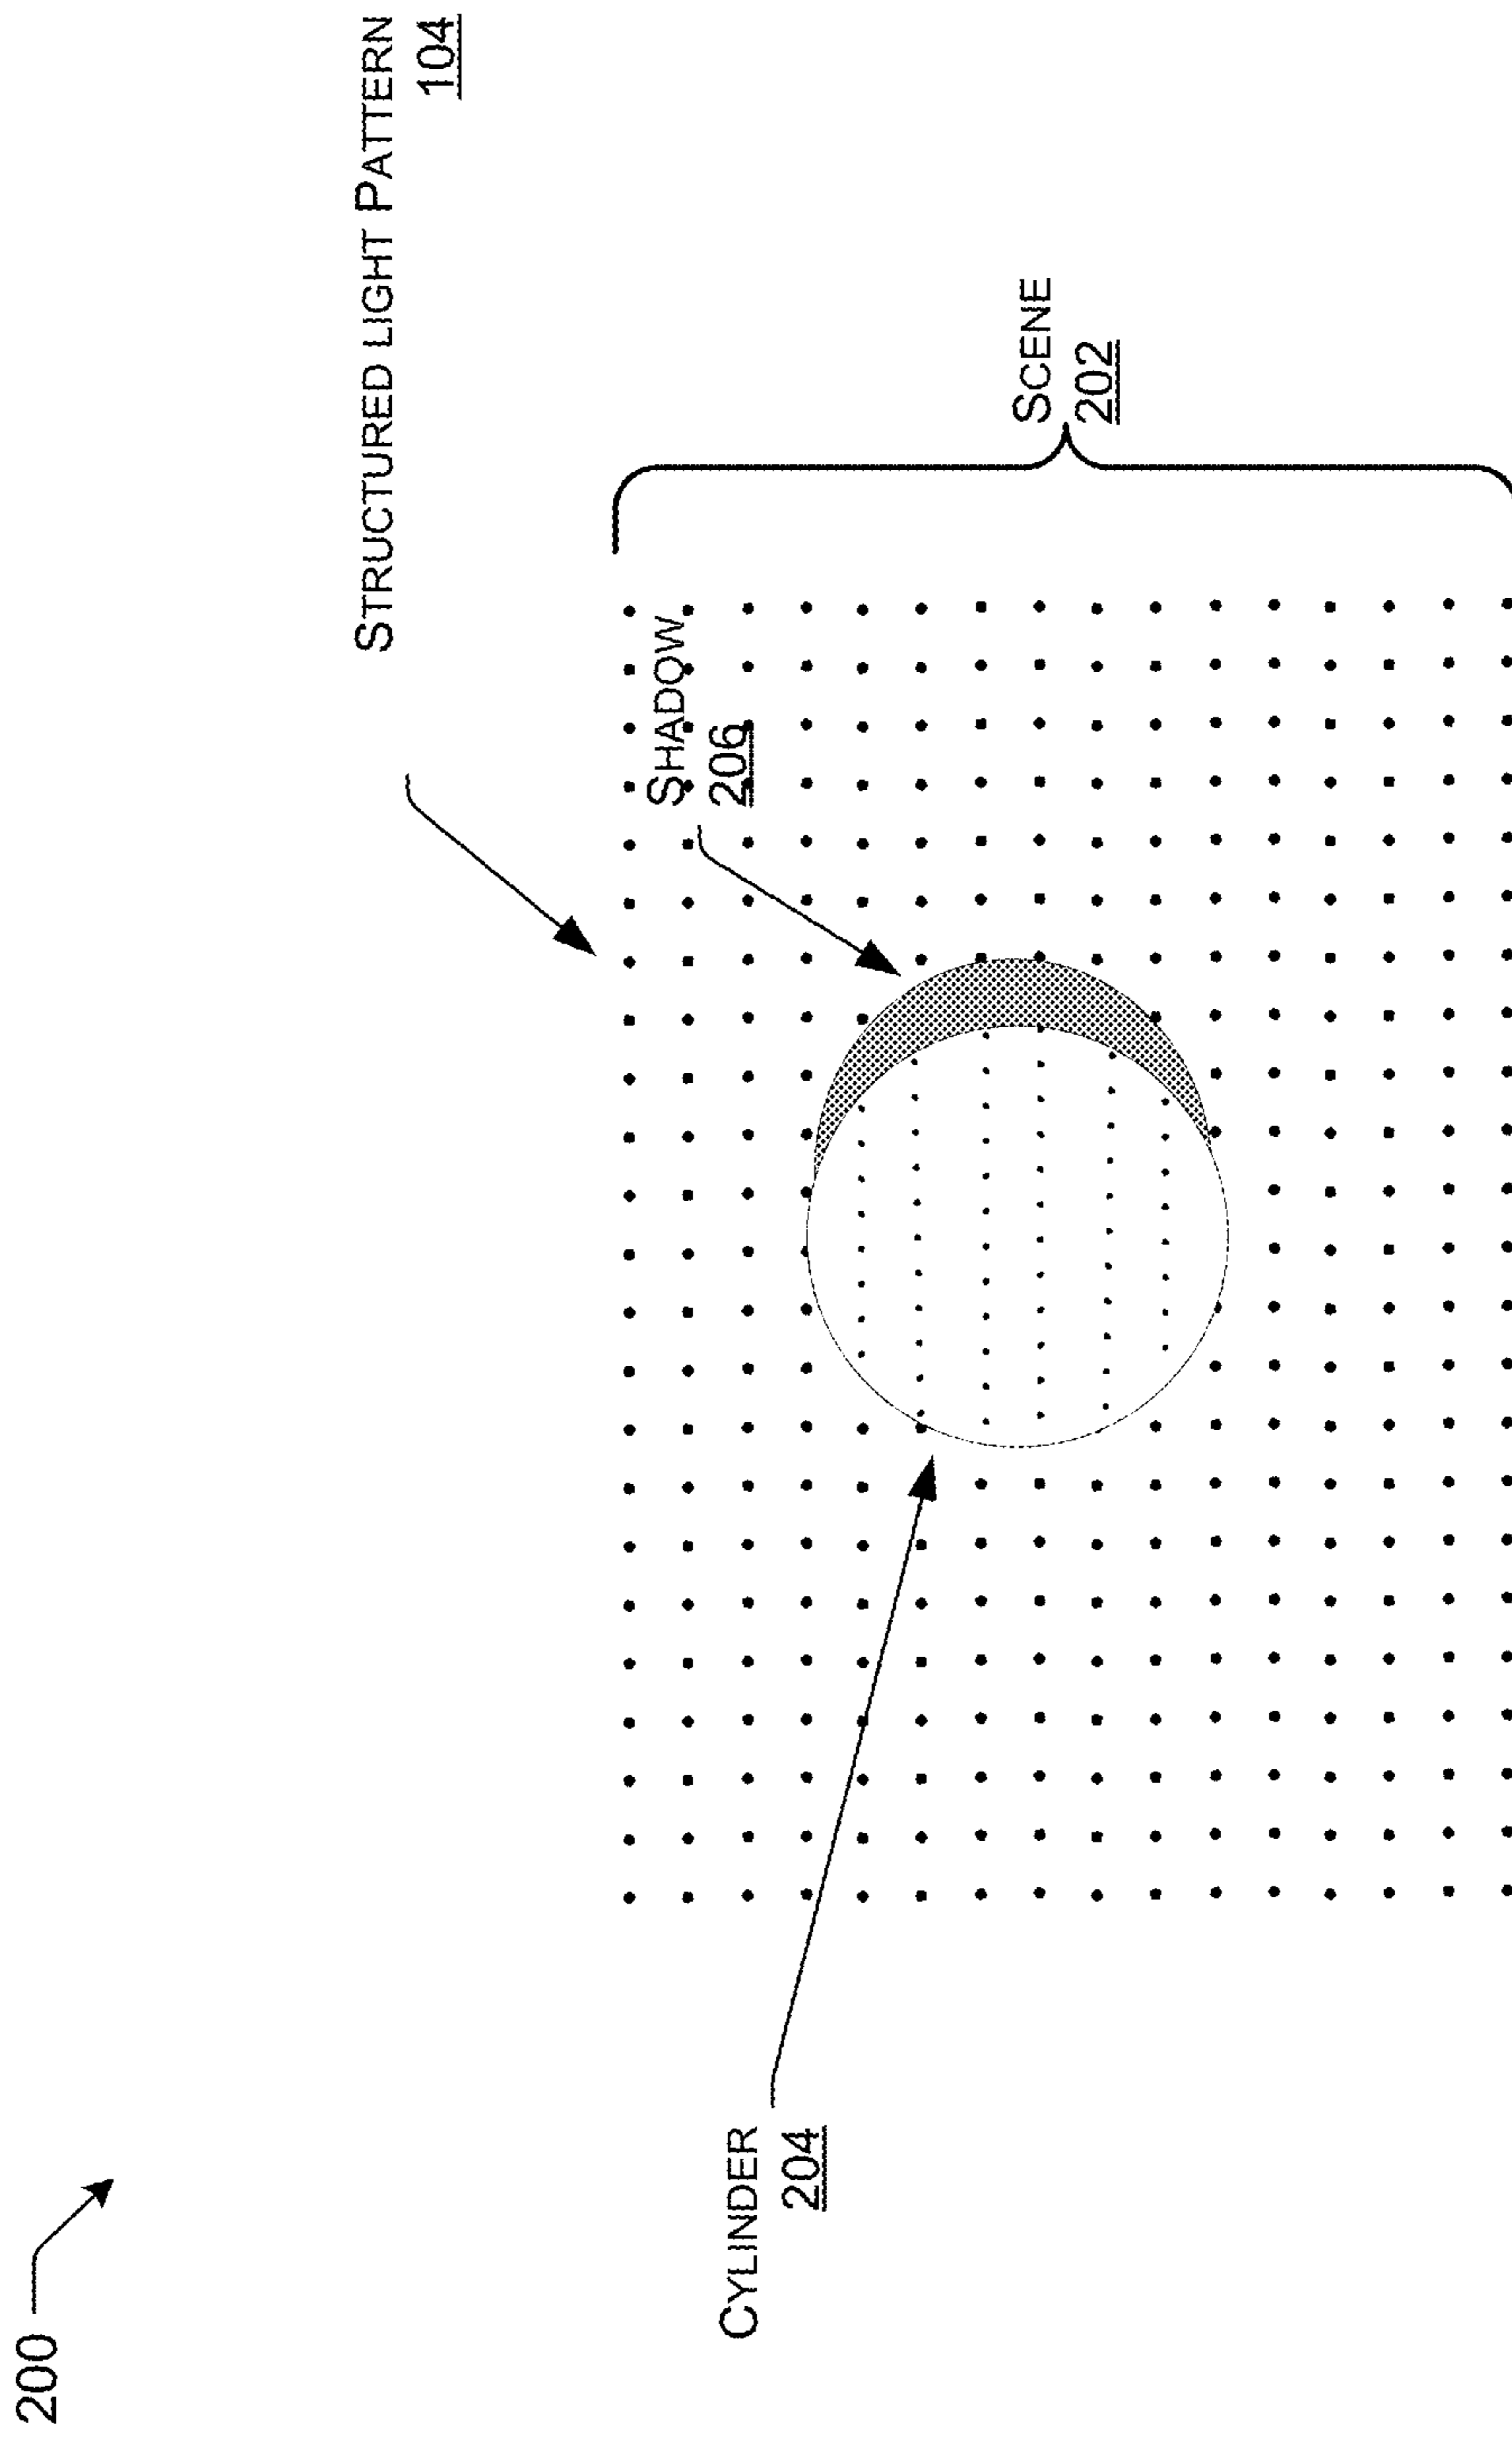 200
STRUCTURED LIGHT PATTERN
104
SHADOW
206
CYLINDER
204
SCENE
202